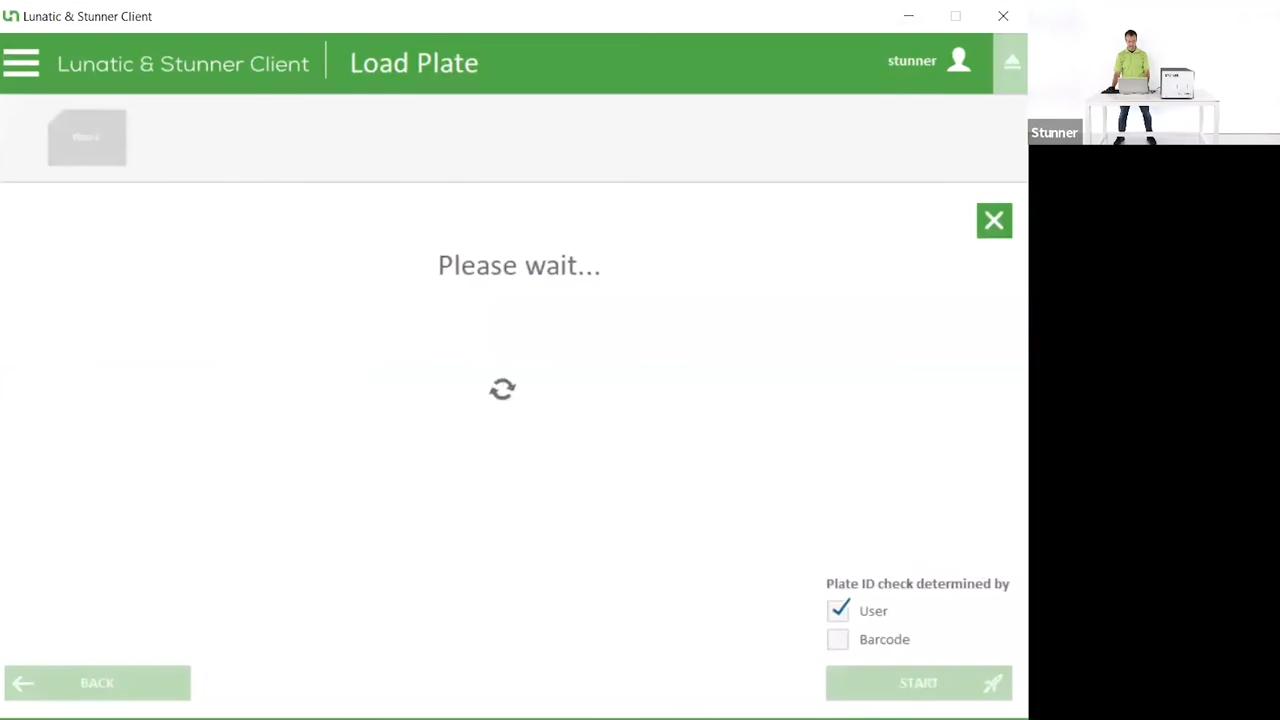 Lunatic & Stunner Client
Lunatic & Stunner Client
Load Plate
stunner
Stunner
Please wait...
Plate ID check determined by
User
Barcode
BACK
START